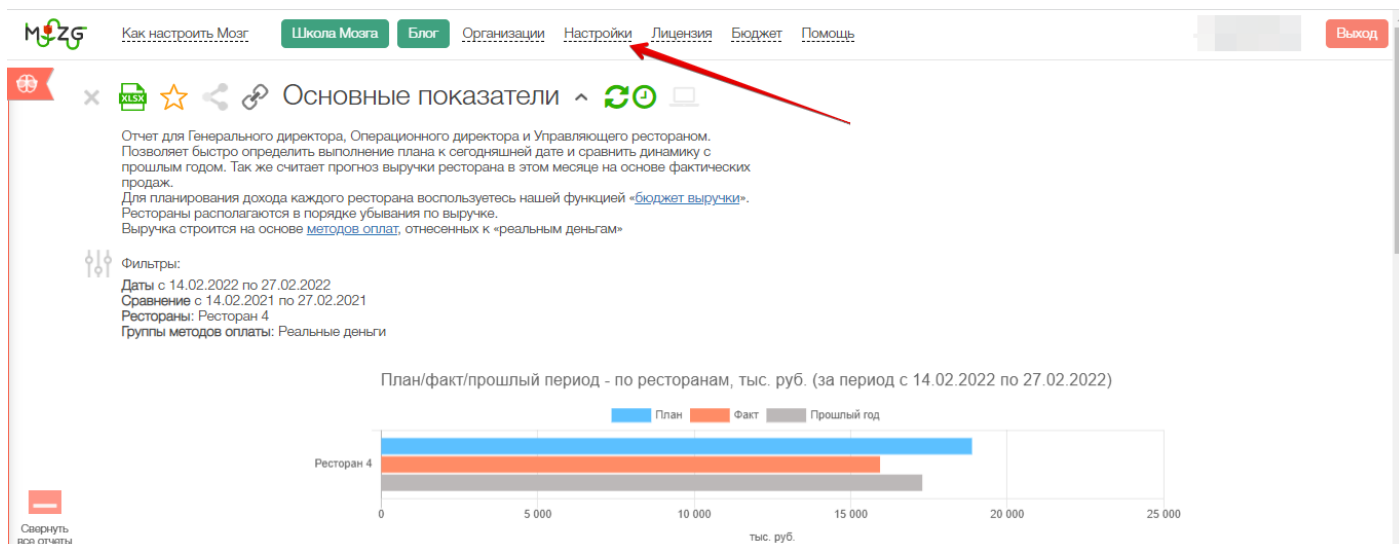 MOZG Как настроить Мозг Школа Мозга Блог Организации Настройки Лицензия Бюджет Помощь Выход
XLSX Основные показатели
Отчет для Генерального директора, Операционного директора и Управляющего рестораном.
Позволяет быстро определить выполнение плана к сегодняшней дате и сравнить динамику с
прошлым годом. Так же считает прогноз выручки ресторана в этом месяце на основе фактических
продаж.
Для планирования дохода каждого ресторана воспользуетесь нашей функцией «бюджет выручки».
Рестораны располагаются в порядке убывания по выручке.
Выручка строится на основе методов оплат, отнесенных к «реальным деньгам»
Фильтры:
Даты с 14.02.2022 по 27.02.2022
Сравнение с 14.02.2021 по 27.02.2021
Рестораны: Ресторан 4
Группы методов оплаты: Реальные деньги
План/факт/прошлый период - по ресторанам, тыс. руб. (за период с 14.02.2022 по 27.02.2022)
План Факт Прошлый год
Ресторан 4
0 5 000 10 000 15 000 20 000 25 000
тыс. руб.
Свернуть
все отчеты